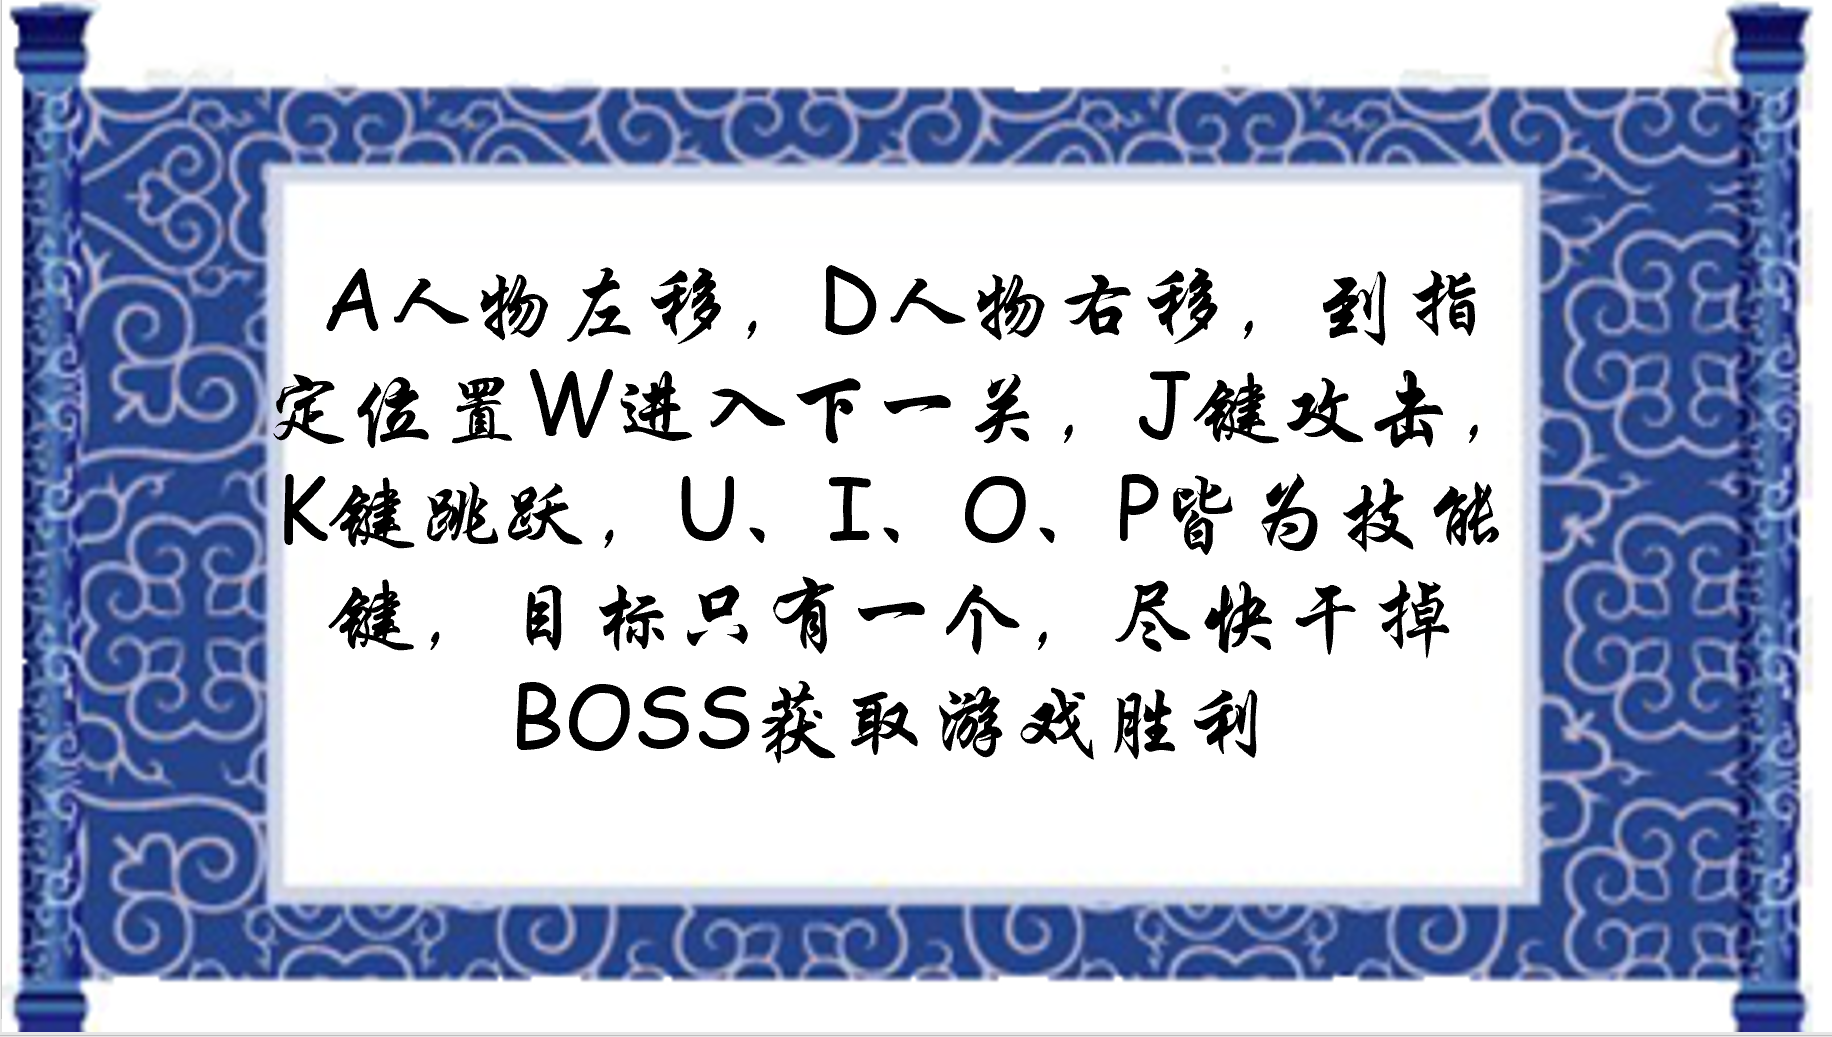 A人物左移，D人物右移，到指
定位置W进入下一关，J键攻击，
K键跳跃，U、I、O、P皆为技能
键，目标只有一个，尽快干掉
BOSS获取游戏胜利